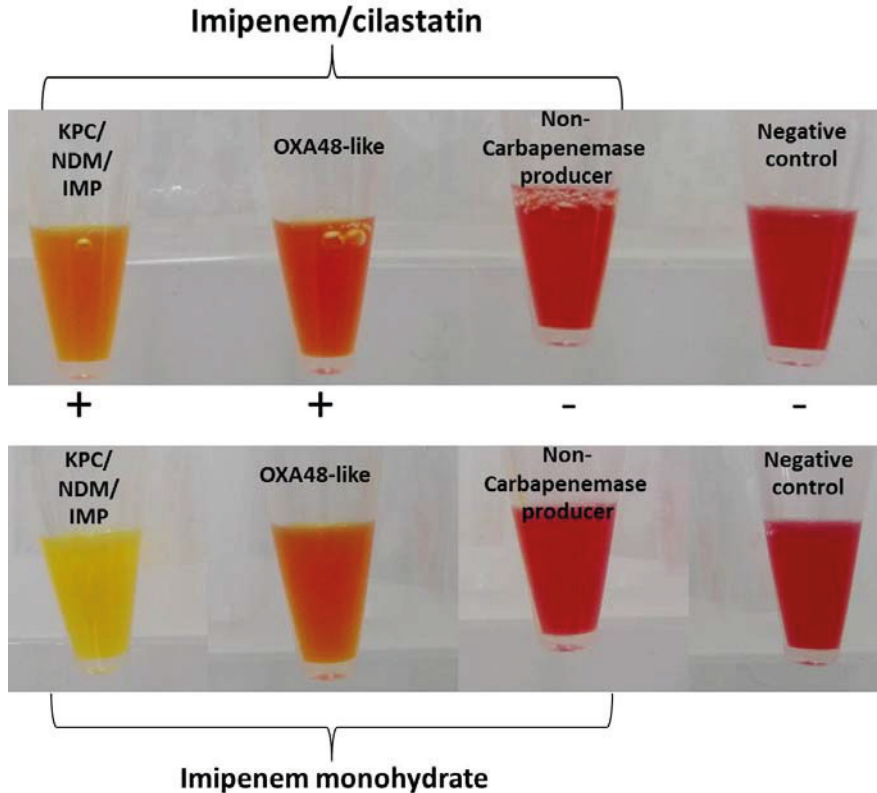 Imipenem/cilastatin
KPC/
NDM/
IMP
OXA48-like
Non-
Carbapenemase
producer
Negative
control
+
+
-
-
KPC/
NDM/
IMP
OXA48-like
Non-
Carbapenemase
producer
Negative
control
Imipenem monohydrate